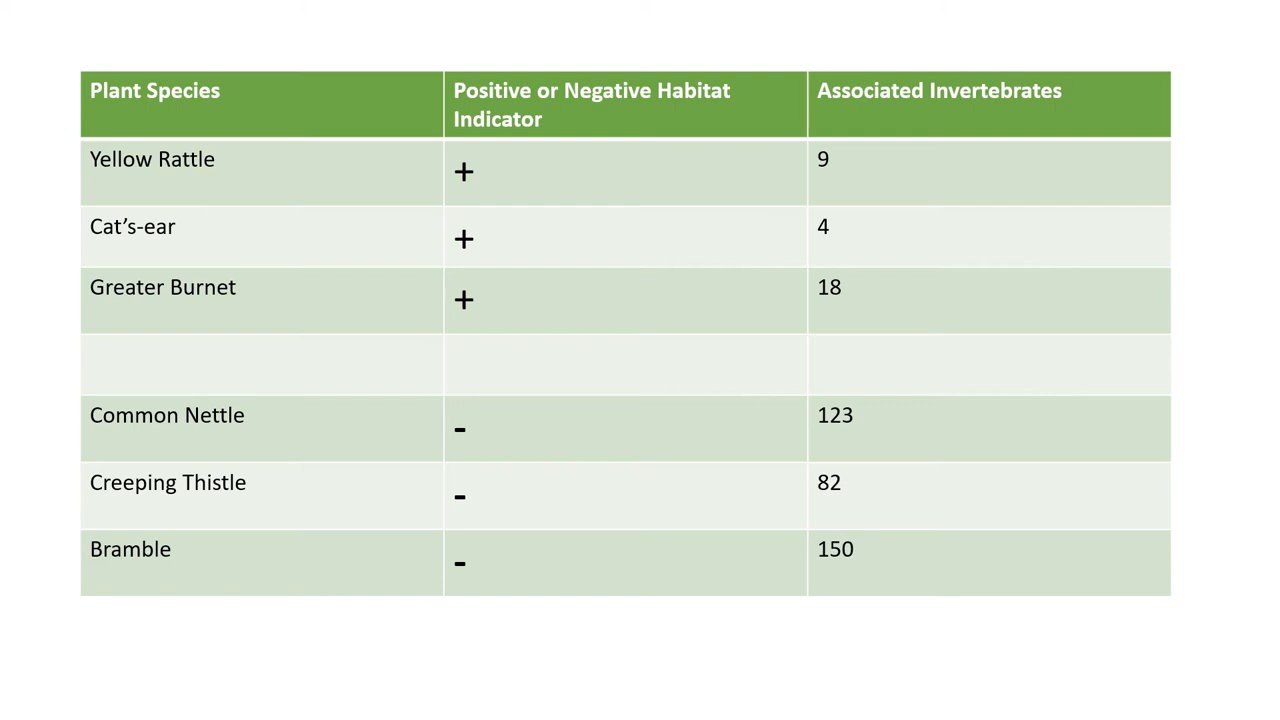 Plant Species
Positive or Negative Habitat
Indicator
Associated Invertebrates
Yellow Rattle
+
9
Cat’s-ear
+
4
Greater Burnet
+
18
Common Nettle
-
123
Creeping Thistle
-
82
Bramble
-
150